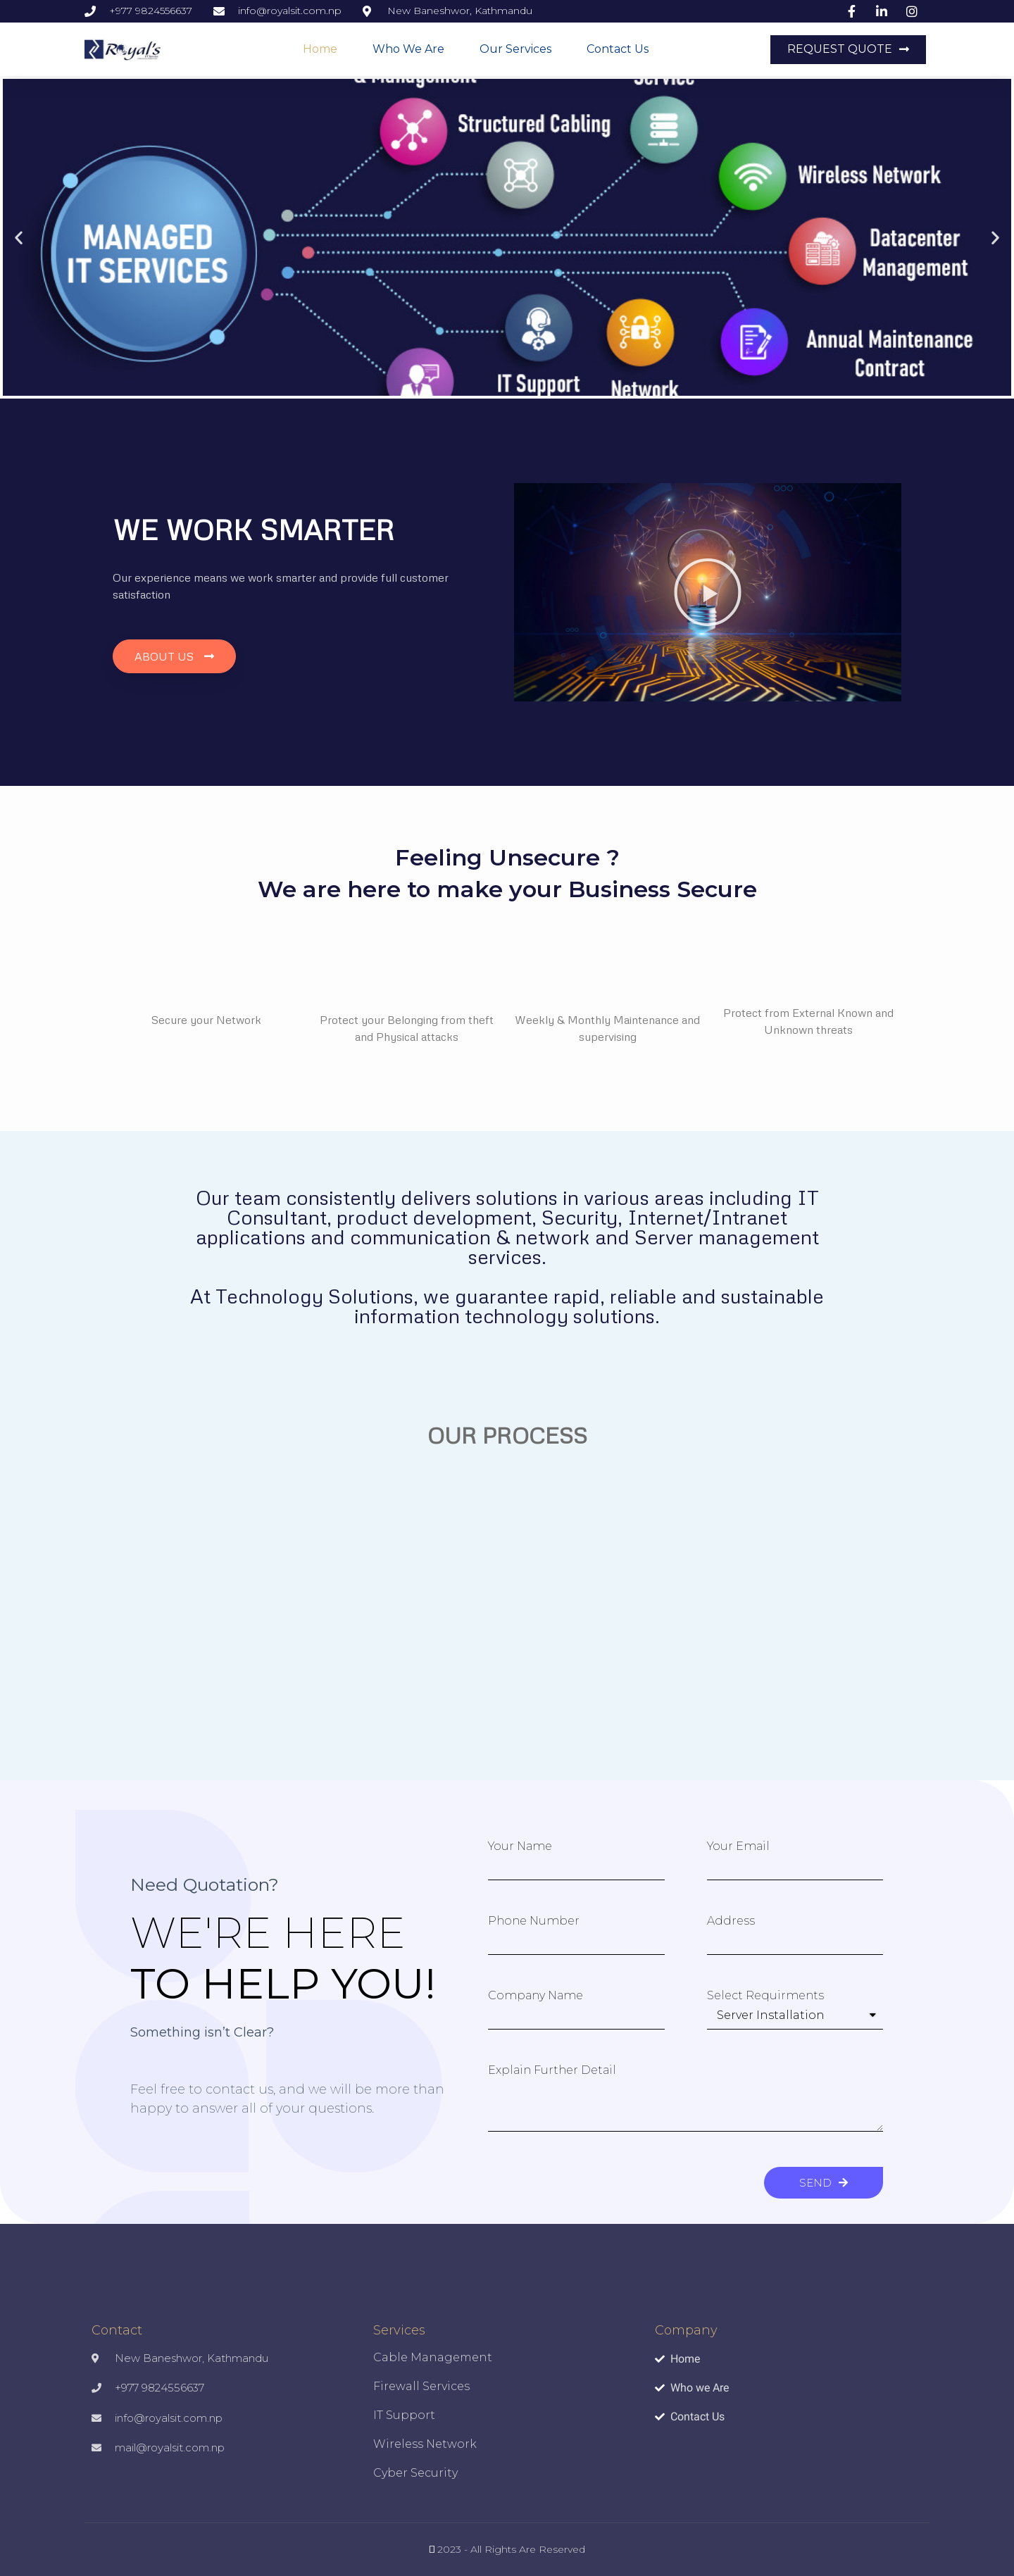 +977 9824556637
info@royalsit.com.np
New Baneshwor, Kathmandu
Royal's
Home
Who We Are
Our Services
Contact Us
REQUEST QUOTE
& Management
Service
Structured Cabling
Wireless Network
MANAGED
IT SERVICES
Datacenter
Management
Annual Maintenance
Contract
IT Support
Network
WE WORK SMARTER
Our experience means we work smarter and provide full customer
satisfaction
ABOUT US
Feeling Unsecure ?
We are here to make your Business Secure
Secure your Network
Protect your Belonging from theft
and Physical attacks
Weekly & Monthly Maintenance and
supervising
Protect from External Known and
Unknown threats
Our team consistently delivers solutions in various areas including IT
Consultant, product development, Security, Internet/Intranet
applications and communication & network and Server management
services.
At Technology Solutions, we guarantee rapid, reliable and sustainable
information technology solutions.
OUR PROCESS
Need Quotation?
WE'RE HERE
TO HELP YOU!
Something isn’t Clear?
Feel free to contact us, and we will be more than
happy to answer all of your questions.
Your Name
Your Email
Phone Number
Address
Company Name
Select Requirments
Server Installation
Explain Further Detail
SEND
Contact
New Baneshwor, Kathmandu
+977 9824556637
info@royalsit.com.np
mail@royalsit.com.np
Services
Cable Management
Firewall Services
IT Support
Wireless Network
Cyber Security
Company
Home
Who we Are
Contact Us
2023 - All Rights Are Reserved